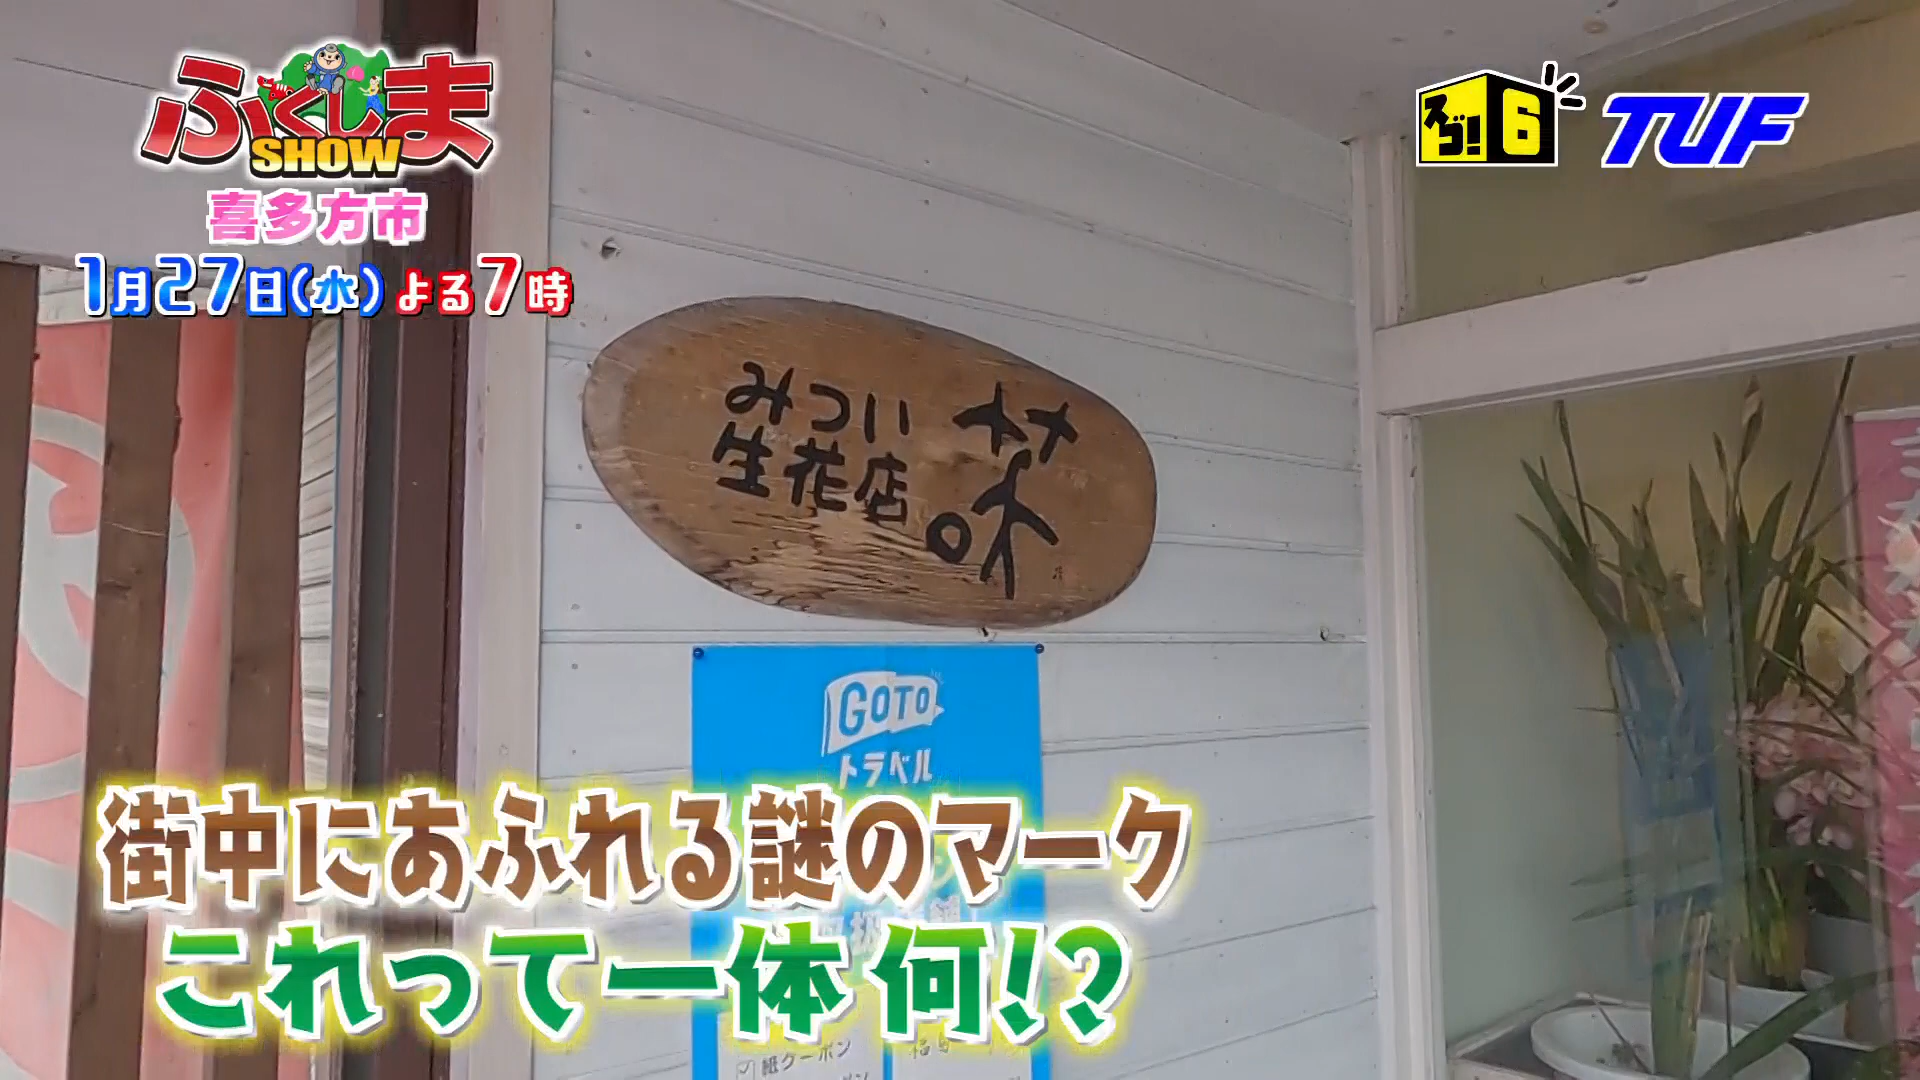 ふくしま
SHOW
喜多方市
1月27日(水)よる7時
スゴ!6
TUF
みつい
生花店
GOTO
トラベル
街中にあふれる謎のマーク
これって一体 何!?
紙クーポン